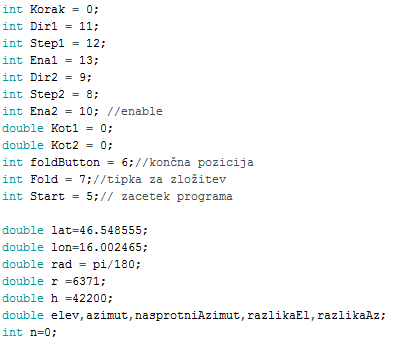 int Korak = 0;
int Dir1 = 11;
int Step1 = 12;
int Ena1 = 13;
int Dir2 = 9;
int Step2 = 8;
int Ena2 = 10; //enable
double Kot1 = 0;
double Kot2 = 0;
int foldButton = 6;//končna pozicija
int Fold = 7;//tipka za zložitev
int Start = 5;// zacetek programa
double lat=46.548555;
double lon=16.002465;
double rad = pi/180;
double r =6371;
double h =42200;
double elev,azimut,nasprotniAzimut,razlikaEl,razlikaAz;
int n=0;